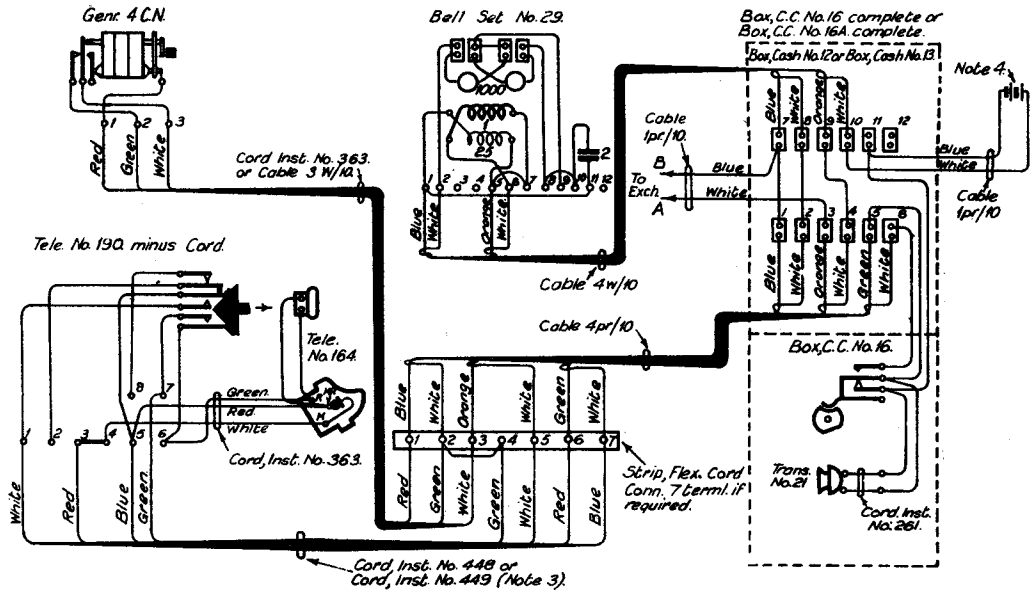 Genr. 4 C.N.
Bell Set No. 29.
Box, C.C. No. 16 complete or
Box, C.C. No. 16A complete.
Box, Cash No. 12 or Box, Cash No. 13.
Note 4.
1000
1
25
2
1 2 3
Red
Green
White
Cord Inst. No. 363.
or Cable 3 W/10.
1 2 3 4 5 6 7 8 9 10 11 12
Blue
White
Orange
White
Cable
1pr/10.
B
To
Exch.
A
Blue
White
Blue
White
Orange
White
7 8 9 10 11 12
Blue
White
Cable
1pr/10
1 2 3 4 5 6
Blue
White
Orange
White
Green
White
Cable 4w/10
Tele. No. 190. minus Cord.
Tele.
No. 164.
Cable 4pr/10
Box, C.C. No. 16.
8 7
Green
Red
White
R
K
1 2 3 4 5 6
Cord, Inst. No. 363.
Blue
White
Orange
White
Green
White
1 2 3 4 5 6 7
Strip, Flex. Cord
Conn. 7 terml. if
required.
Trans.
No. 21
Cord. Inst.
No. 261.
White
Red
Blue
Green
Red
Green
White
Green
White
Red
Blue
Cord, Inst. No. 448 or
Cord, Inst. No. 449 (Note 3).